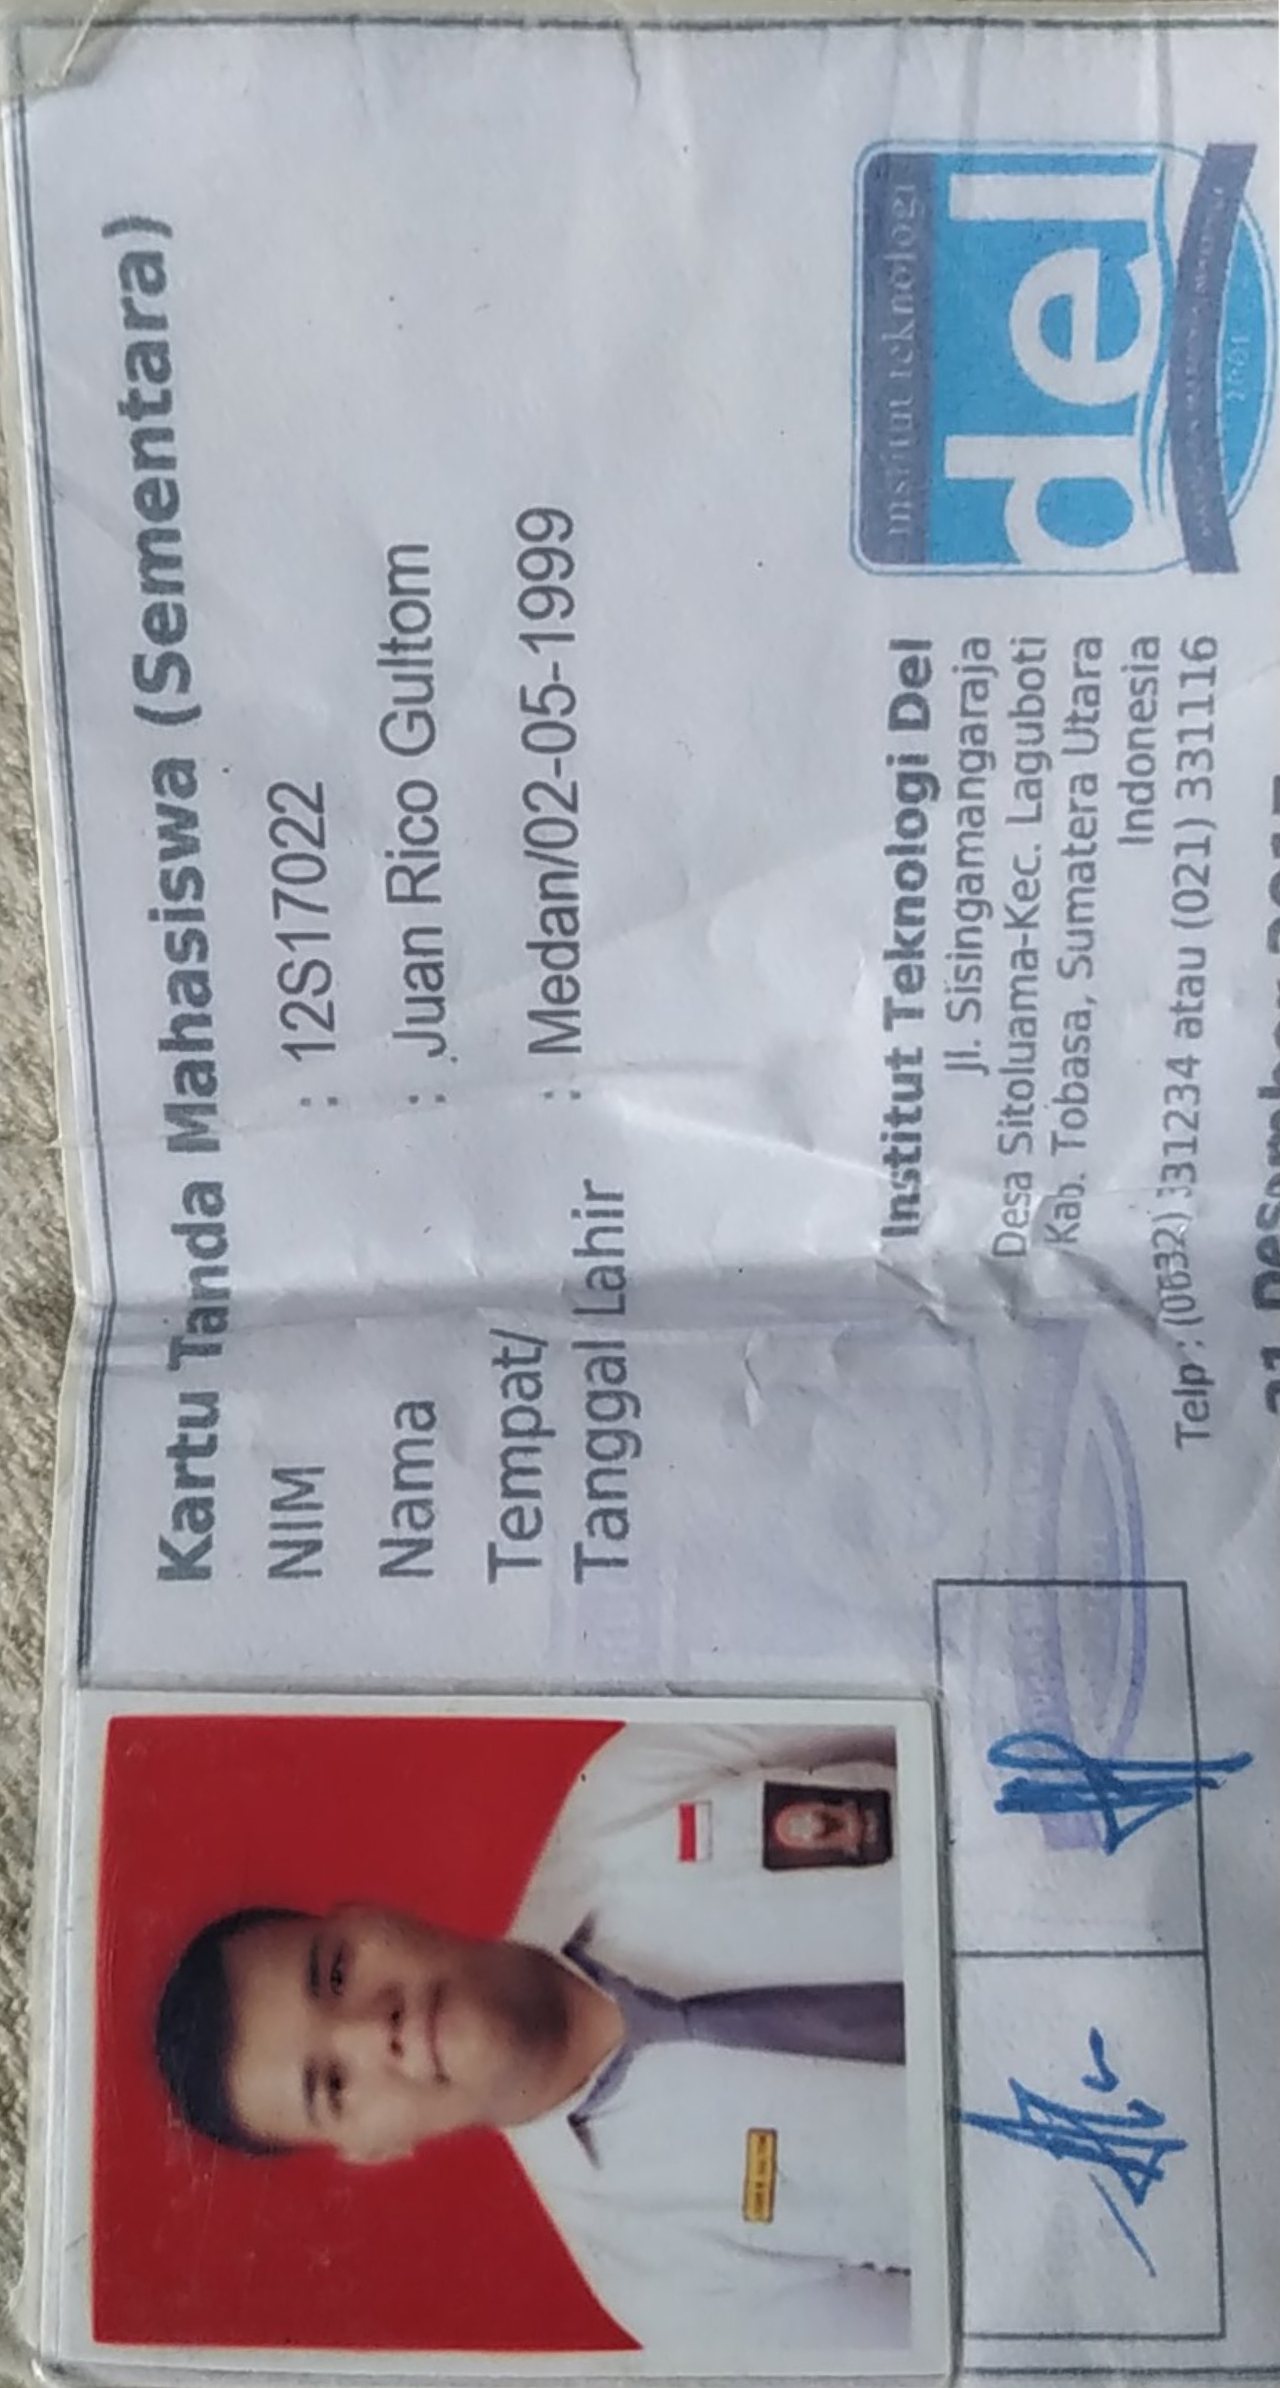 Kartu Tanda Mahasiswa (Sementara)
NIM : 12S17022
Nama : Juan Rico Gultom
Tempat/
Tanggal Lahir : Medan/02-05-1999
Institut Teknologi Del
Jl. Sisingamangaraja
Desa Sitoluama-Kec. Laguboti
Kab. Tobasa, Sumatera Utara
Indonesia
Telp : (0632) 331234 atau (021) 331116
institut teknologi
del
2001
31 Desember